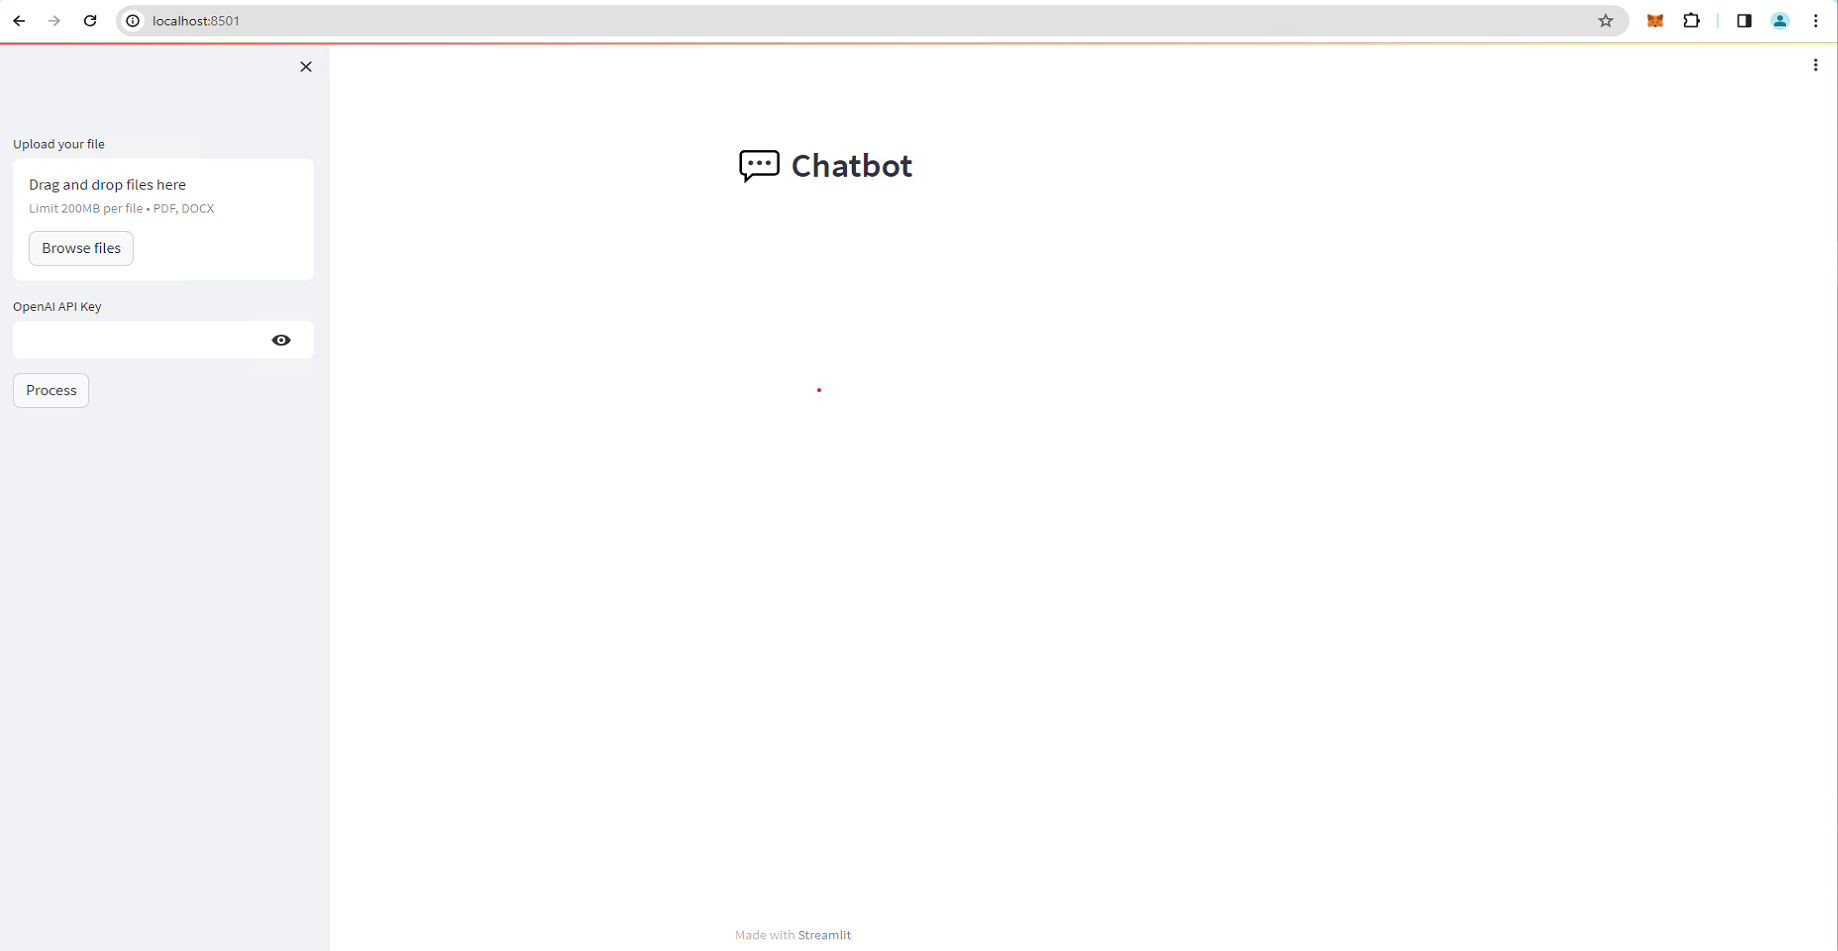 localhost:8501
Upload your file
Drag and drop files here
Limit 200MB per file • PDF, DOCX
Browse files
OpenAI API Key
Process
Chatbot
Made with Streamlit